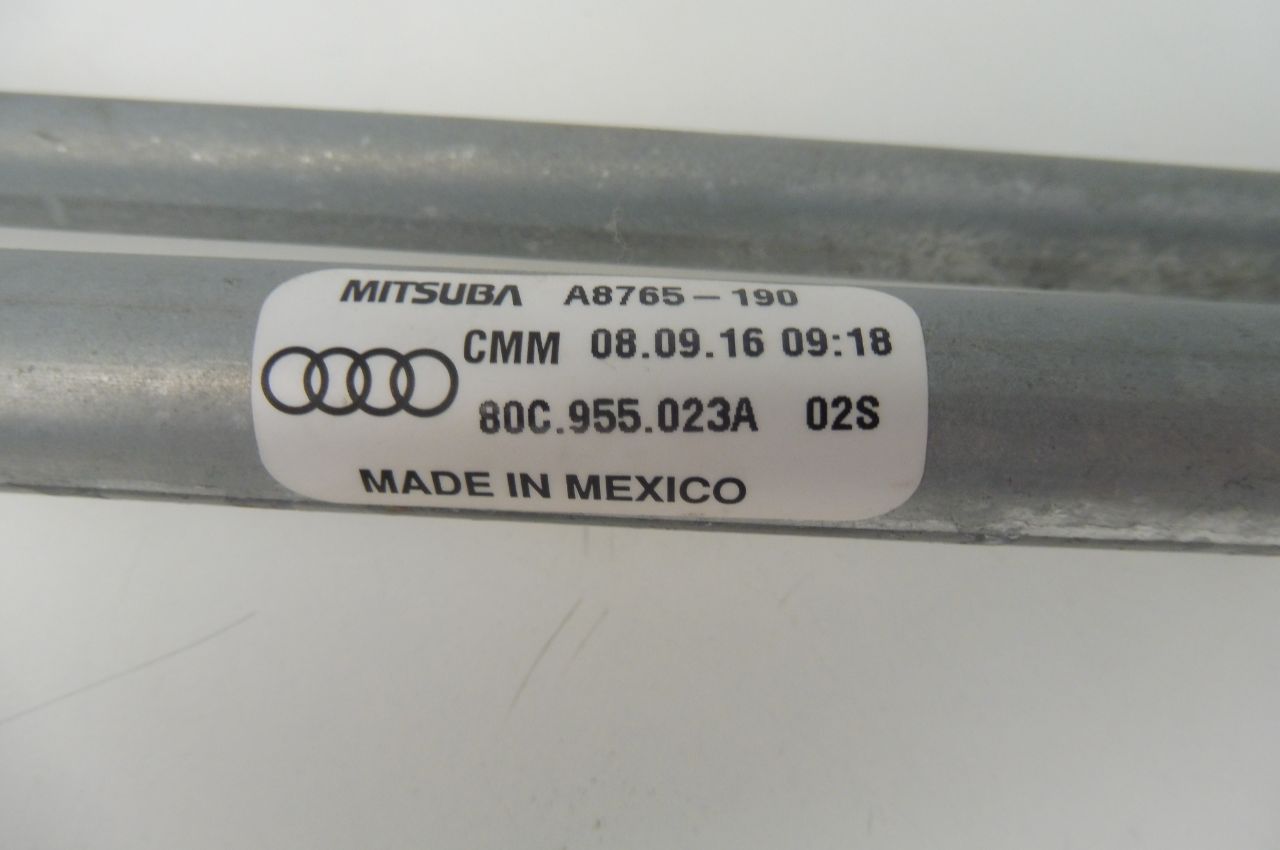 MITSUBA A8765-190
CMM 08.09.16 09:18
80C.955.023A 02S
MADE IN MEXICO